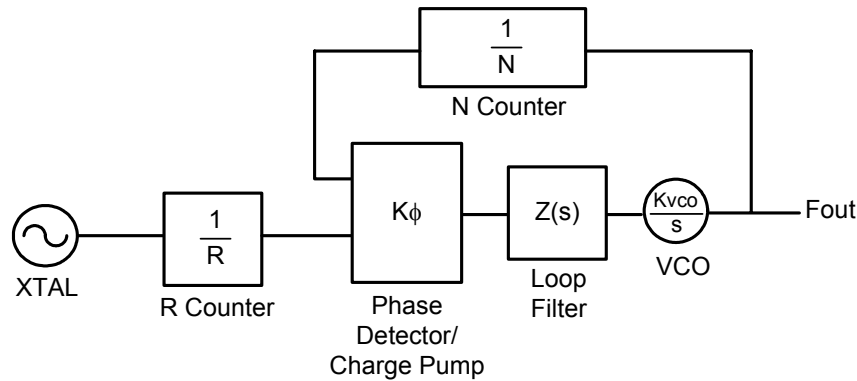 1
N
N Counter
Kϕ
Z(s)
Kvco
s
Fout
1
R
XTAL
R Counter
Phase
Detector/
Charge Pump
Loop
Filter
VCO